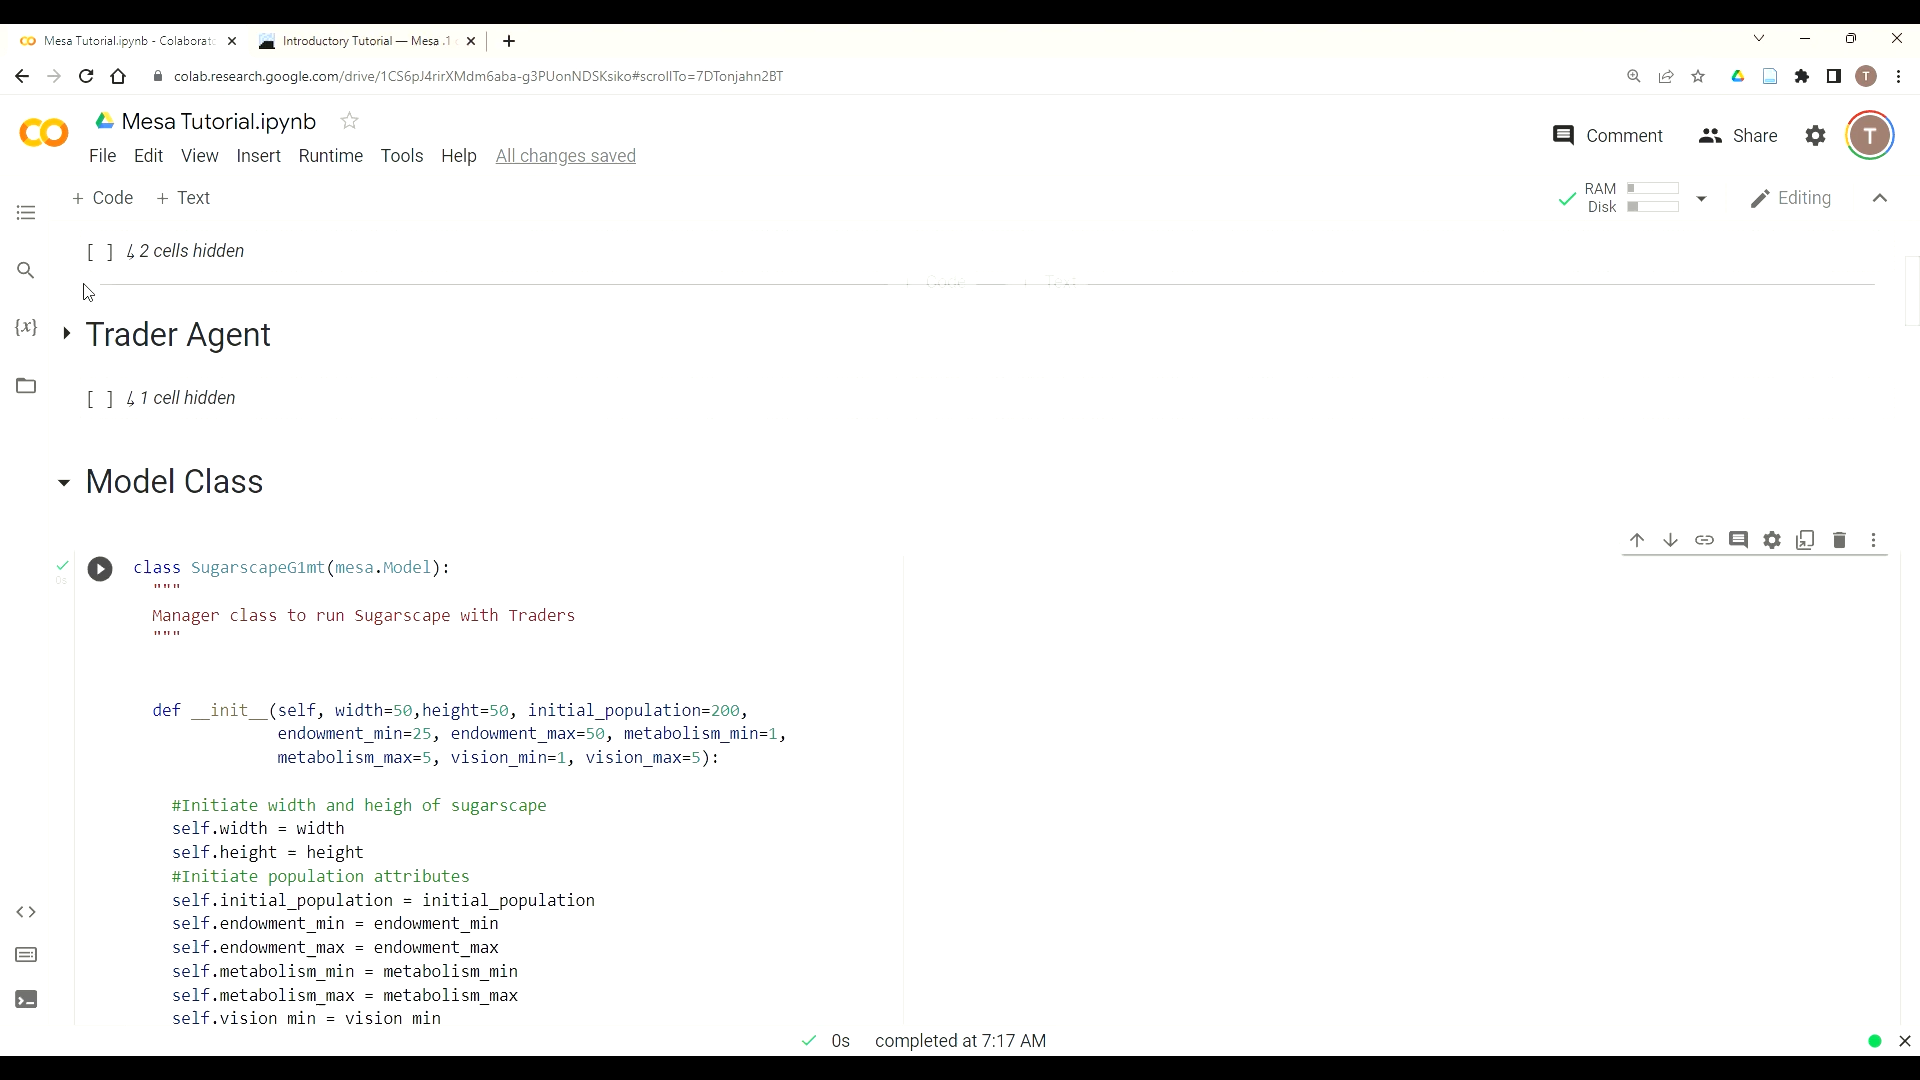 Mesa Tutorial.ipynb - Colaborat
Introductory Tutorial — Mesa .1
colab.research.google.com/drive/1CS6pJ4rirXMdm6aba-g3PUonNDSKsiko#scrollTo=7DTonjahn2BT
T
Mesa Tutorial.ipynb
Comment
Share
T
File Edit View Insert Runtime Tools Help All changes saved
+ Code + Text
RAM
Disk
Editing
[ ] ↳ 2 cells hidden
+ Code + Text
{x}
Trader Agent
[ ] ↳ 1 cell hidden
Model Class
0s
class SugarscapeG1mt(mesa.Model):
"""
Manager class to run Sugarscape with Traders
"""
def __init__(self, width=50,height=50, initial_population=200,
endowment_min=25, endowment_max=50, metabolism_min=1,
metabolism_max=5, vision_min=1, vision_max=5):
#Initiate width and heigh of sugarscape
self.width = width
self.height = height
#Initiate population attributes
self.initial_population = initial_population
self.endowment_min = endowment_min
self.endowment_max = endowment_max
self.metabolism_min = metabolism_min
self.metabolism_max = metabolism_max
self.vision_min = vision_min
0s completed at 7:17 AM